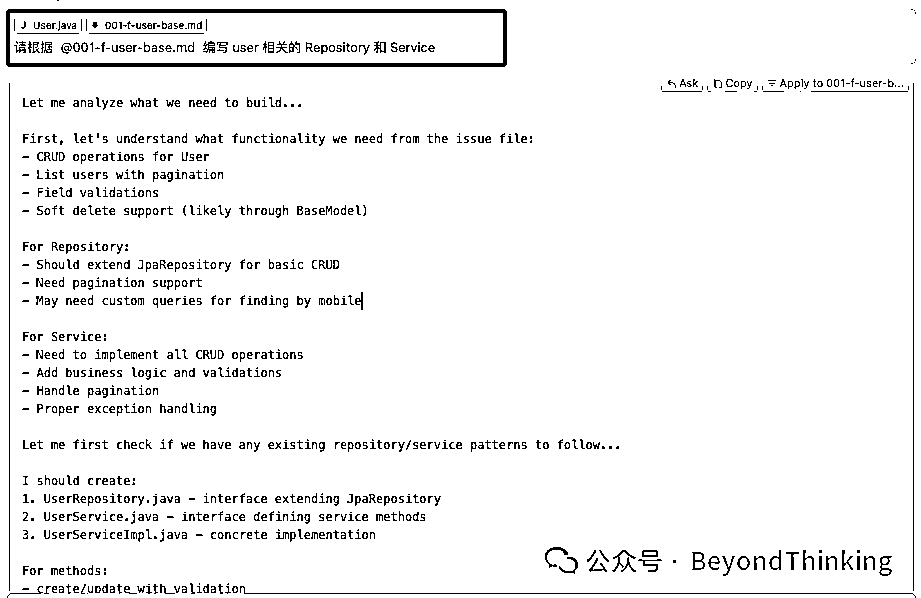 J User.java 001-f-user-base.md
请根据 @001-f-user-base.md 编写 user 相关的 Repository 和 Service
Ask Copy Apply to 001-f-user-b...
Let me analyze what we need to build...
First, let's understand what functionality we need from the issue file:
- CRUD operations for User
- List users with pagination
- Field validations
- Soft delete support (likely through BaseModel)
For Repository:
- Should extend JpaRepository for basic CRUD
- Need pagination support
- May need custom queries for finding by mobile
For Service:
- Need to implement all CRUD operations
- Add business logic and validations
- Handle pagination
- Proper exception handling
Let me first check if we have any existing repository/service patterns to follow...
I should create:
1. UserRepository.java - interface extending JpaRepository
2. UserService.java - interface defining service methods
3. UserServiceImpl.java - concrete implementation
For methods:
- create/update with validation
公众号 · BeyondThinking